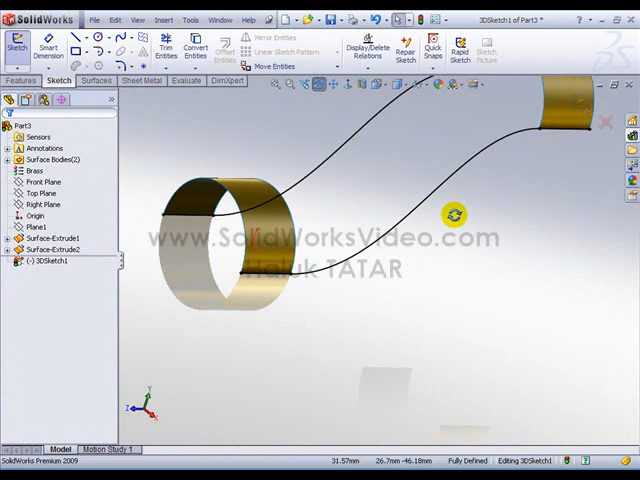 SolidWorks
File Edit View Insert Tools Window Help
3DSketch1 of Part3 *
Sketch
Smart Dimension
Trim Entities
Convert Entities
Offset Entities
Mirror Entities
Linear Sketch Pattern
Move Entities
Display/Delete Relations
Repair Sketch
Quick Snaps
Rapid Sketch
Sketch Picture
Features Sketch Surfaces Sheet Metal Evaluate DimXpert
Part3
Sensors
Annotations
Surface Bodies(2)
Brass
Front Plane
Top Plane
Right Plane
Origin
Plane1
Surface-Extrude1
Surface-Extrude2
(-) 3DSketch1
www.SolidWorksVideo.com
Haluk TATAR
Y
Z
X
Model Motion Study 1
SolidWorks Premium 2009
31.57mm 26.7mm -46.18mm Fully Defined Editing 3DSketch1